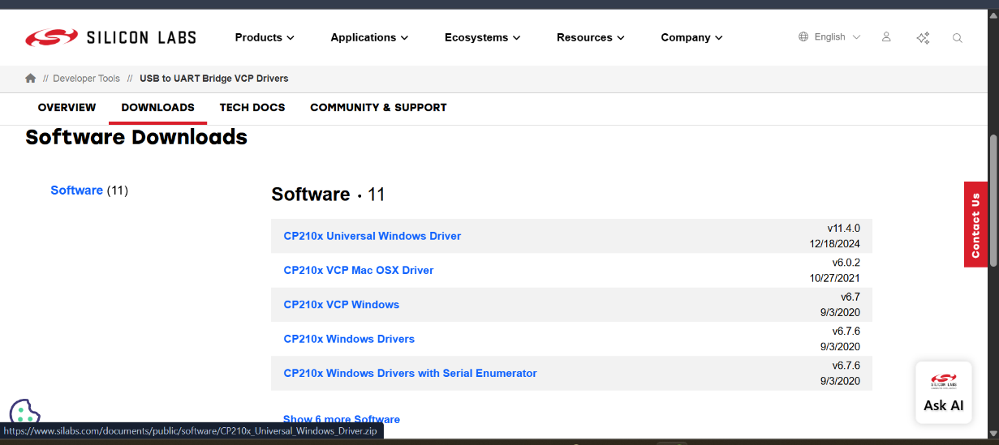 SILICON LABS
Products
Applications
Ecosystems
Resources
Company
English
// Developer Tools // USB to UART Bridge VCP Drivers
OVERVIEW
DOWNLOADS
TECH DOCS
COMMUNITY & SUPPORT
Software Downloads
Software (11)
Software · 11
CP210x Universal Windows Driver
v11.4.0
12/18/2024
CP210x VCP Mac OSX Driver
v6.0.2
10/27/2021
CP210x VCP Windows
v6.7
9/3/2020
CP210x Windows Drivers
v6.7.6
9/3/2020
CP210x Windows Drivers with Serial Enumerator
v6.7.6
9/3/2020
Show 6 more Software
Contact Us
SILICON LABS
Ask AI
https://www.silabs.com/documents/public/software/CP210x_Universal_Windows_Driver.zip